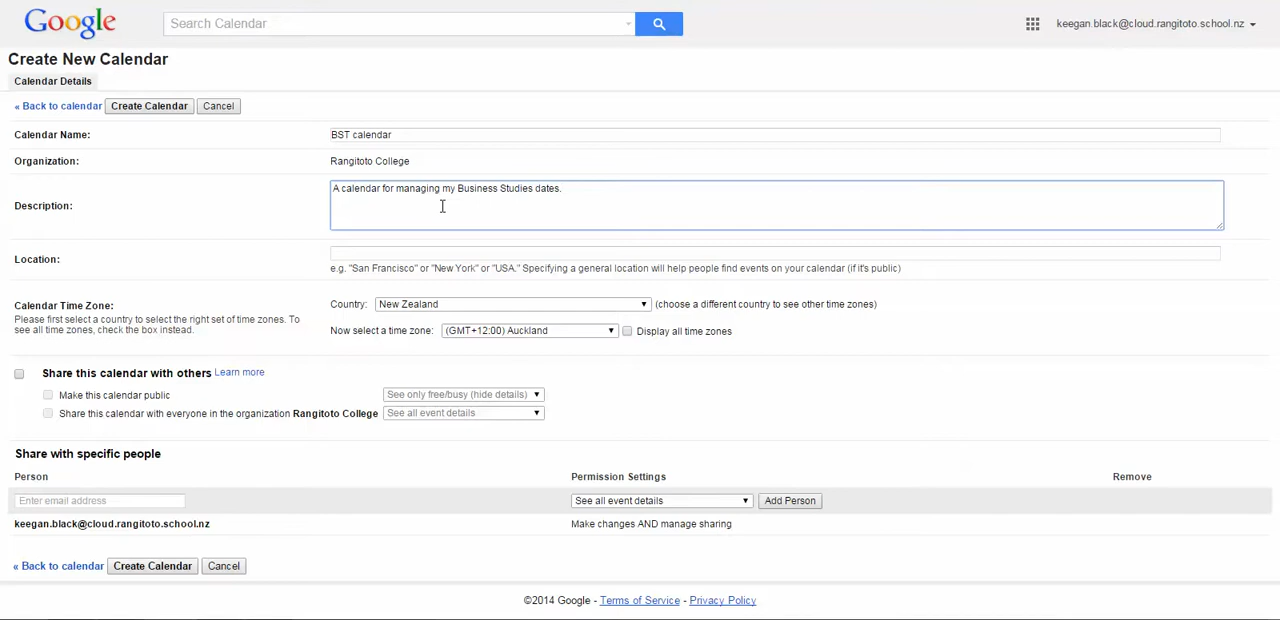 Google
Search Calendar
keegan.black@cloud.rangitoto.school.nz
Create New Calendar
Calendar Details
« Back to calendar Create Calendar Cancel
Calendar Name: BST calendar
Organization: Rangitoto College
Description: A calendar for managing my Business Studies dates.
Location:
e.g. "San Francisco" or "New York" or "USA." Specifying a general location will help people find events on your calendar (if it's public)
Calendar Time Zone:
Please first select a country to select the right set of time zones. To
see all time zones, check the box instead.
Country: New Zealand (choose a different country to see other time zones)
Now select a time zone: (GMT+12:00) Auckland Display all time zones
Share this calendar with others Learn more
Make this calendar public See only free/busy (hide details)
Share this calendar with everyone in the organization Rangitoto College See all event details
Share with specific people
Person Permission Settings Remove
Enter email address See all event details Add Person
keegan.black@cloud.rangitoto.school.nz Make changes AND manage sharing
« Back to calendar Create Calendar Cancel
©2014 Google - Terms of Service - Privacy Policy